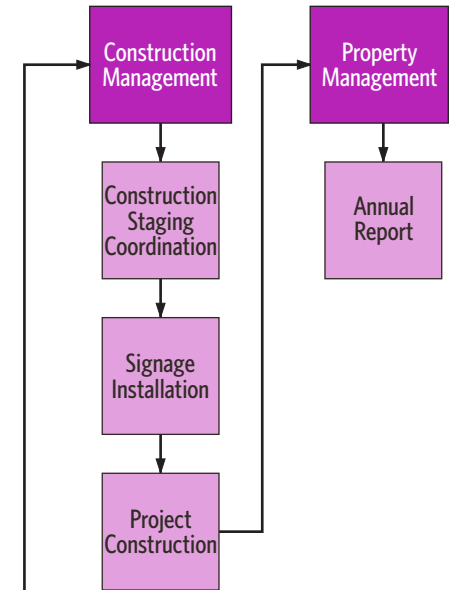 Construction
Management
Construction
Staging
Coordination
Signage
Installation
Project
Construction
Property
Management
Annual
Report